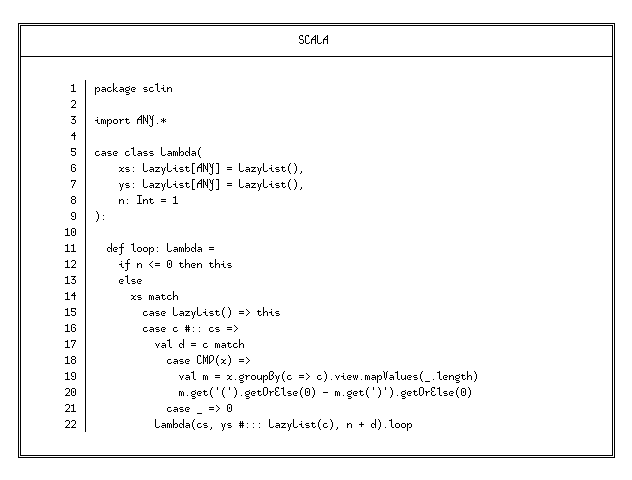 SCALA
1 package sclin
2
3 import ANY.*
4
5 case class Lambda(
6     xs: LazyList[ANY] = LazyList(),
7     ys: LazyList[ANY] = LazyList(),
8     n: Int = 1
9 ):
10
11   def loop: Lambda =
12     if n <= 0 then this
13     else
14       xs match
15         case LazyList() => this
16         case c #:: cs =>
17           val d = c match
18             case CMD(x) =>
19               val m = x.groupBy(c => c).view.mapValues(_.length)
20               m.get('(').getOrElse(0) - m.get(')').getOrElse(0)
21             case _ => 0
22           Lambda(cs, ys #::: LazyList(c), n + d).loop